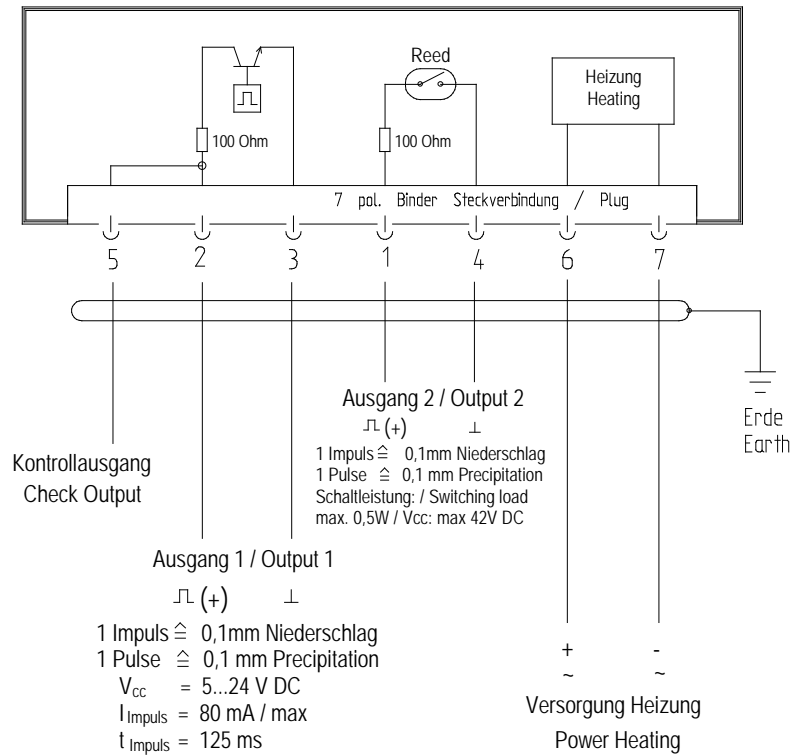 Reed
Heizung
Heating
100 Ohm
100 Ohm
7 pol. Binder Steckverbindung / Plug
5 2 3 1 4 6 7
Erde
Earth
Kontrollausgang
Check Output
Ausgang 2 / Output 2
(+) ⊥
1 Impuls ≙ 0,1mm Niederschlag
1 Pulse ≙ 0,1 mm Precipitation
Schaltleistung: / Switching load
max. 0,5W / Vcc: max 42V DC
Ausgang 1 / Output 1
(+) ⊥
1 Impuls ≙ 0,1mm Niederschlag
1 Pulse ≙ 0,1 mm Precipitation
Vcc = 5...24 V DC
I Impuls = 80 mA / max
t Impuls = 125 ms
+ -
~ ~
Versorgung Heizung
Power Heating